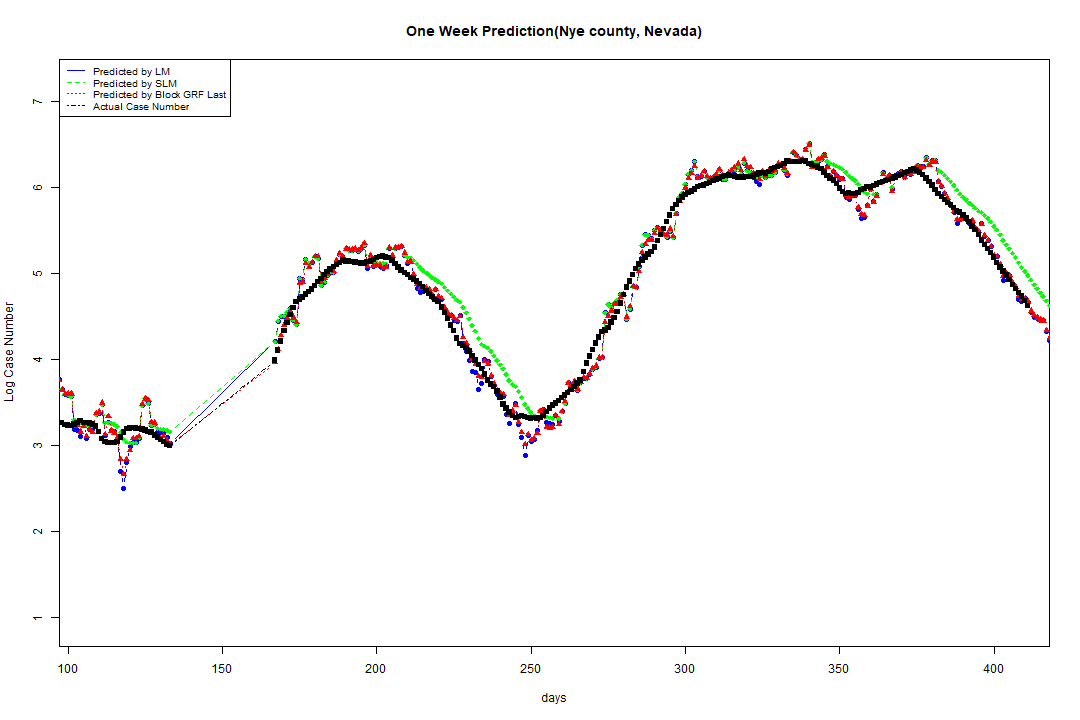 One Week Prediction(Nye county, Nevada)
Predicted by LM
Predicted by SLM
Predicted by Block GRF Last
Actual Case Number
7
6
5
4
3
2
1
Log Case Number
100 150 200 250 300 350 400
days